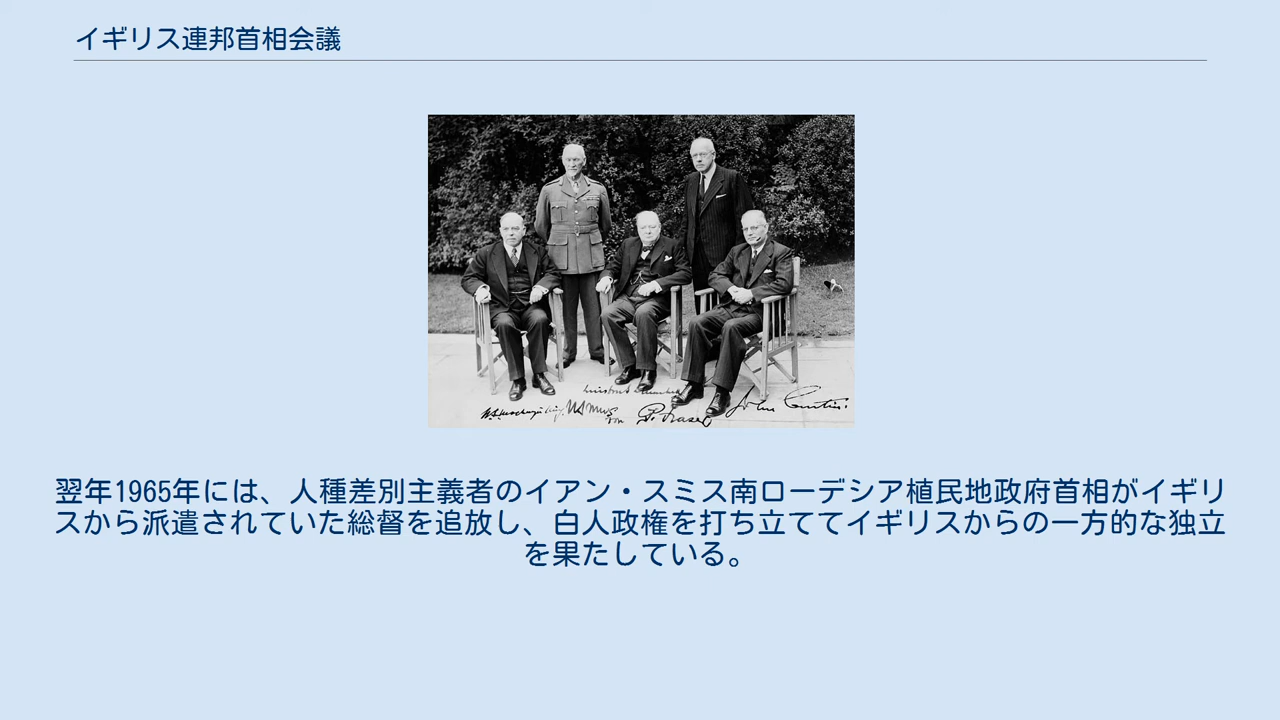 イギリス連邦首相会議
John Curtin.
翌年1965年には、人種差別主義者のイアン・スミス南ローデシア植民地政府首相がイギリ
スから派遣されていた総督を追放し、白人政権を打ち立ててイギリスからの一方的な独立
を果たしている。